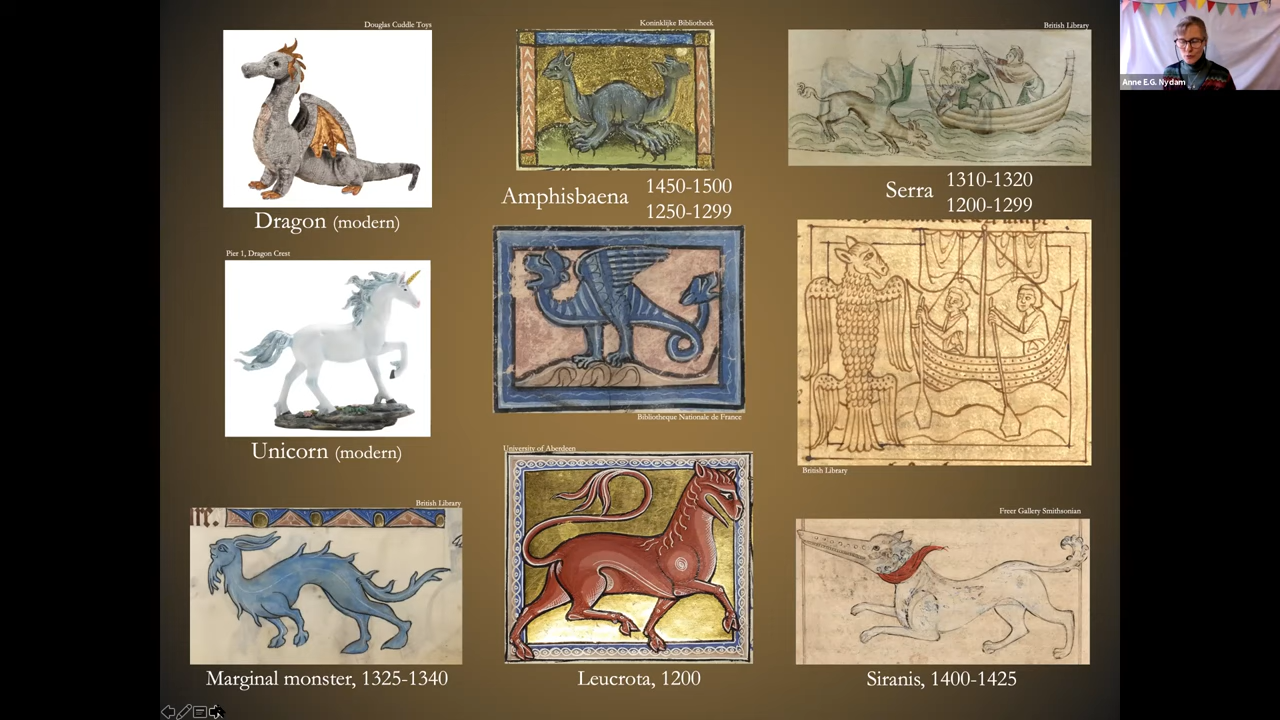 Douglas Cuddle Toys
Dragon (modern)
Pier 1, Dragon Crest
Unicorn (modern)
British Library
Marginal monster, 1325-1340
Koninklijke Bibliotheek
Amphisbaena
1450-1500
1250-1299
Bibliotheque Nationale de France
University of Aberdeen
Leucrota, 1200
British Library
Serra
1310-1320
1200-1299
British Library
Freer Gallery Smithsonian
Siranis, 1400-1425
Anne E.G. Nydam